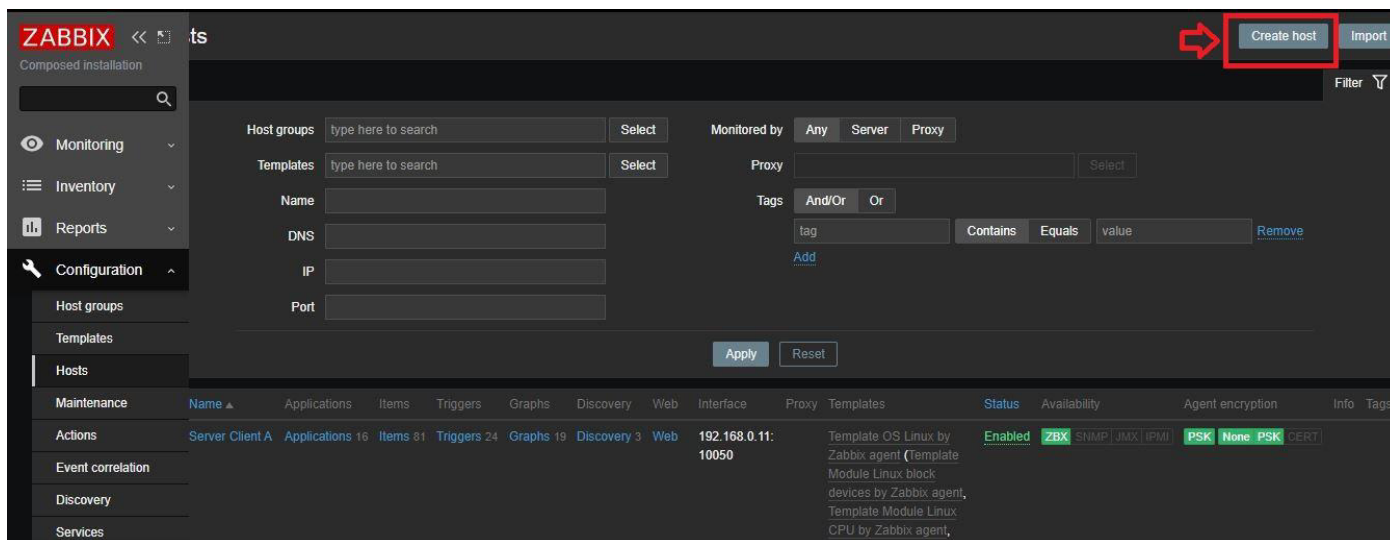 ZABBIX
ts
Create host
Import
Composed installation
Filter
Host groups type here to search Select
Monitored by Any Server Proxy
Monitoring
Templates type here to search Select
Proxy Select
Inventory
Name
Tags And/Or Or
Reports
DNS
tag Contains Equals value Remove
Add
Configuration
IP
Host groups
Port
Templates
Apply Reset
Hosts
Maintenance
Name Applications Items Triggers Graphs Discovery Web Interface Proxy Templates Status Availability Agent encryption Info Tags
Actions
Server Client A Applications 16 Items 81 Triggers 24 Graphs 19 Discovery 3 Web 192.168.0.11: Template OS Linux by Enabled ZBX SNMP JMX IPMI PSK None PSK CERT
10050 Zabbix agent (Template
Event correlation
Module Linux block
Discovery
devices by Zabbix agent,
Template Module Linux
Services
CPU by Zabbix agent,